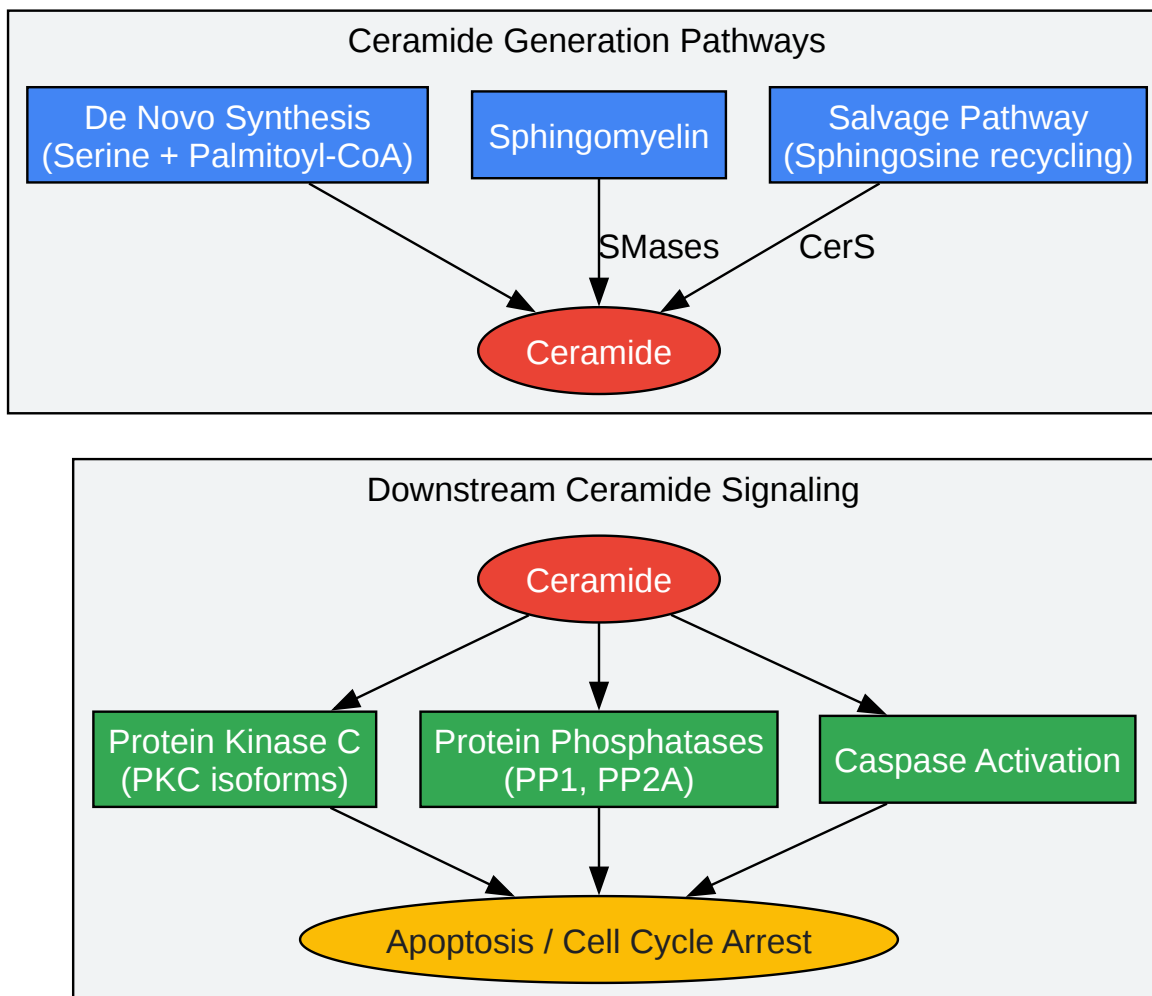 Ceramide Generation Pathways
De Novo Synthesis
(Serine + Palmitoyl-CoA)
Sphingomyelin
Salvage Pathway
(Sphingosine recycling)
SMases
CerS
Ceramide
Downstream Ceramide Signaling
Ceramide
Protein Kinase C
(PKC isoforms)
Protein Phosphatases
(PP1, PP2A)
Caspase Activation
Apoptosis / Cell Cycle Arrest